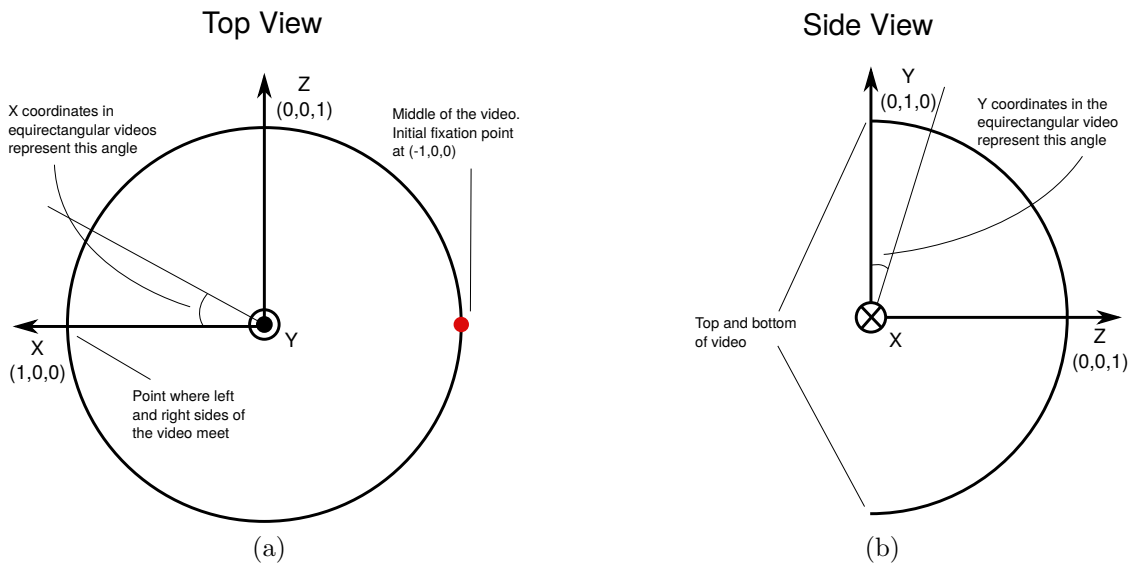 Top View
Z
(0,0,1)
X coordinates in
equirectangular videos
represent this angle
Middle of the video.
Initial fixation point
at (-1,0,0)
Y
X
(1,0,0)
Point where left
and right sides of
the video meet
(a)
Side View
Y
(0,1,0)
Y coordinates in the
equirectangular video
represent this angle
Top and bottom
of video
X
Z
(0,0,1)
(b)